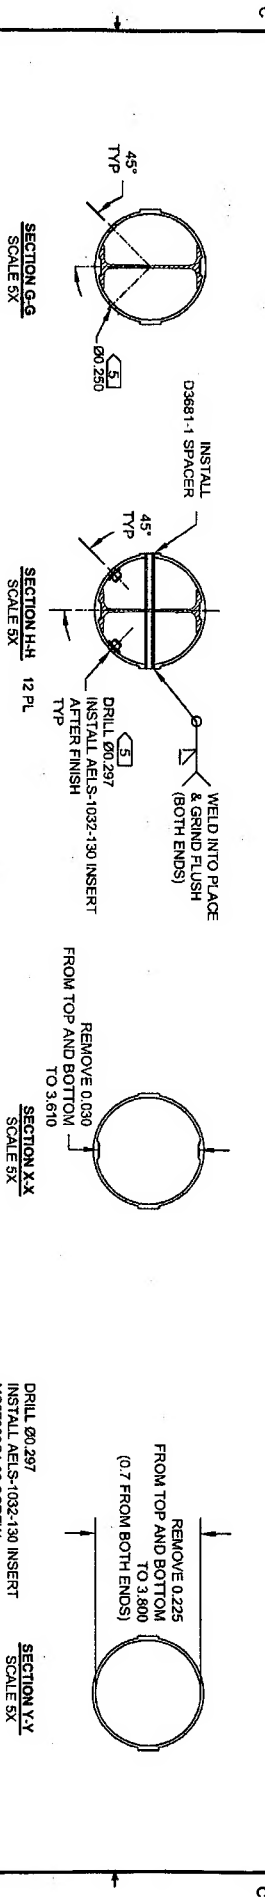 C
45°
TYP
5
Ø0.250
SECTION G-G
SCALE 5X
INSTALL
D3681-1 SPACER
45°
TYP
WELD INTO PLACE
& GRIND FLUSH
(BOTH ENDS)
5
DRILL Ø0.297
INSTALL AELS-1032-130 INSERT
AFTER FINISH
TYP
SECTION H-H 12 PL
SCALE 5X
REMOVE 0.030
FROM TOP AND BOTTOM
TO 3.610
SECTION X-X
SCALE 5X
REMOVE 0.225
FROM TOP AND BOTTOM
TO 3.800
(0.7 FROM BOTH ENDS)
SECTION Y-Y
SCALE 5X
DRILL Ø0.297
INSTALL AELS-1032-130 INSERT
C